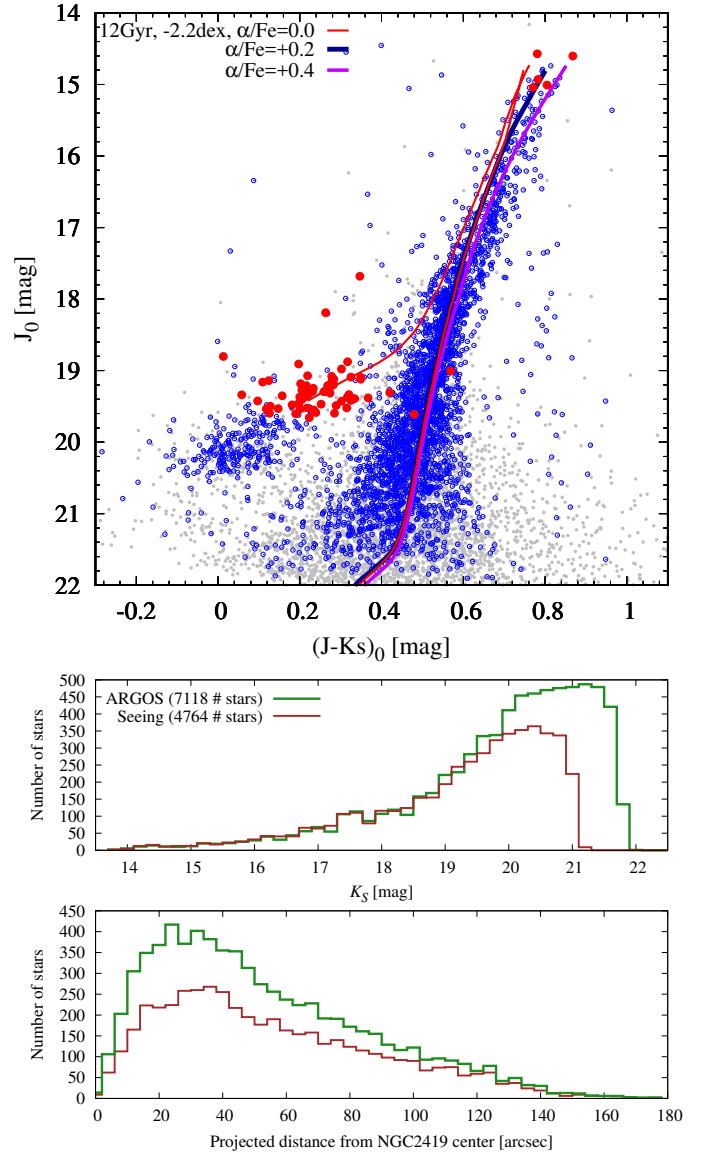 12Gyr, -2.2dex, α/Fe=0.0
α/Fe=+0.2
α/Fe=+0.4
14
15
16
17
18
19
20
21
22
J₀ [mag]
-0.2 0 0.2 0.4 0.6 0.8 1
(J-Ks)₀ [mag]
500
450
400
350
300
250
200
150
100
50
0
Number of stars
ARGOS (7118 # stars)
Seeing (4764 # stars)
14 15 16 17 18 19 20 21 22
K_S [mag]
450
400
350
300
250
200
150
100
50
0
Number of stars
0 20 40 60 80 100 120 140 160 180
Projected distance from NGC2419 center [arcsec]